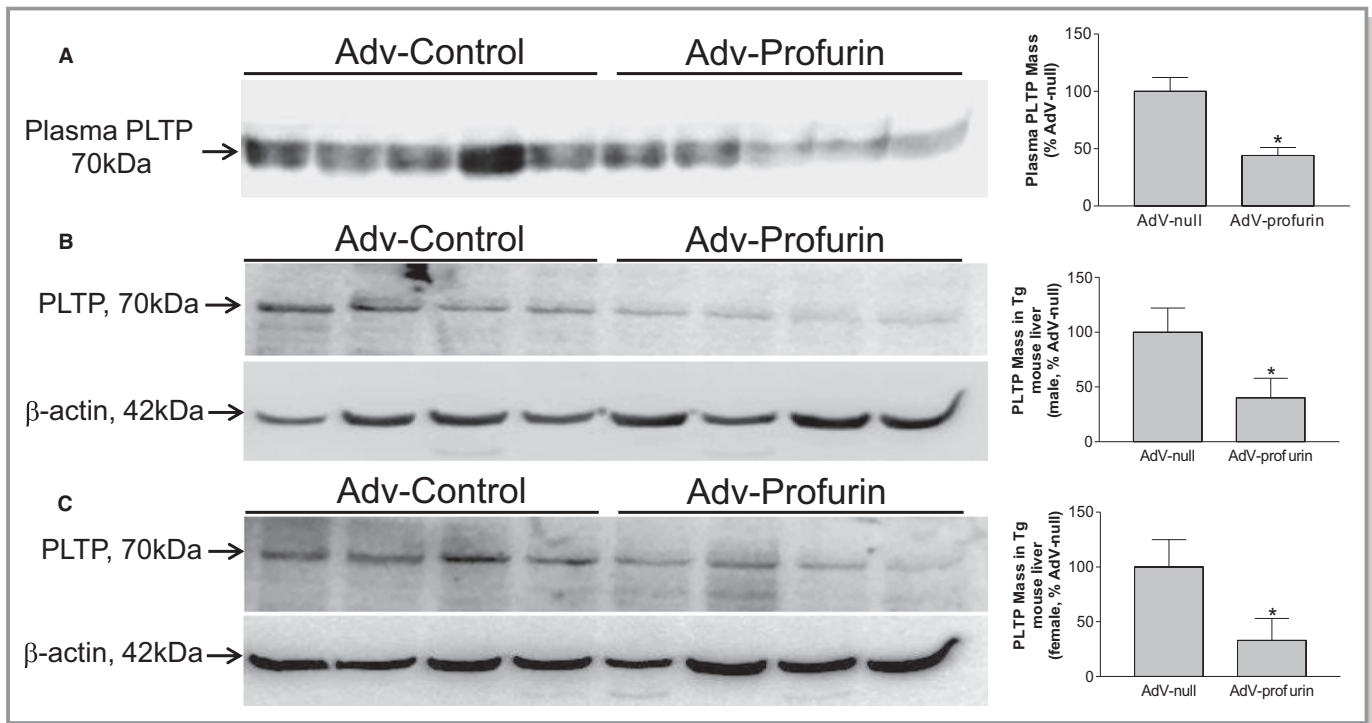 A
Adv-Control
Adv-Profurin
Plasma PLTP
70kDa
Plasma PLTP Mass
(% AdV-null)
150
100
50
0
*
AdV-null
AdV-profurin
B
Adv-Control
Adv-Profurin
PLTP, 70kDa
β-actin, 42kDa
PLTP Mass in Tg
mouse liver
(male, % AdV-null)
150
100
50
0
*
AdV-null
AdV-profurin
C
Adv-Control
Adv-Profurin
PLTP, 70kDa
β-actin, 42kDa
PLTP Mass in Tg
mouse liver
(female, % AdV-null)
150
100
50
0
*
AdV-null
AdV-profurin